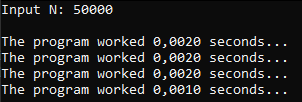 Input N: 50000
The program worked 0,0020 seconds...
The program worked 0,0020 seconds...
The program worked 0,0020 seconds...
The program worked 0,0010 seconds...